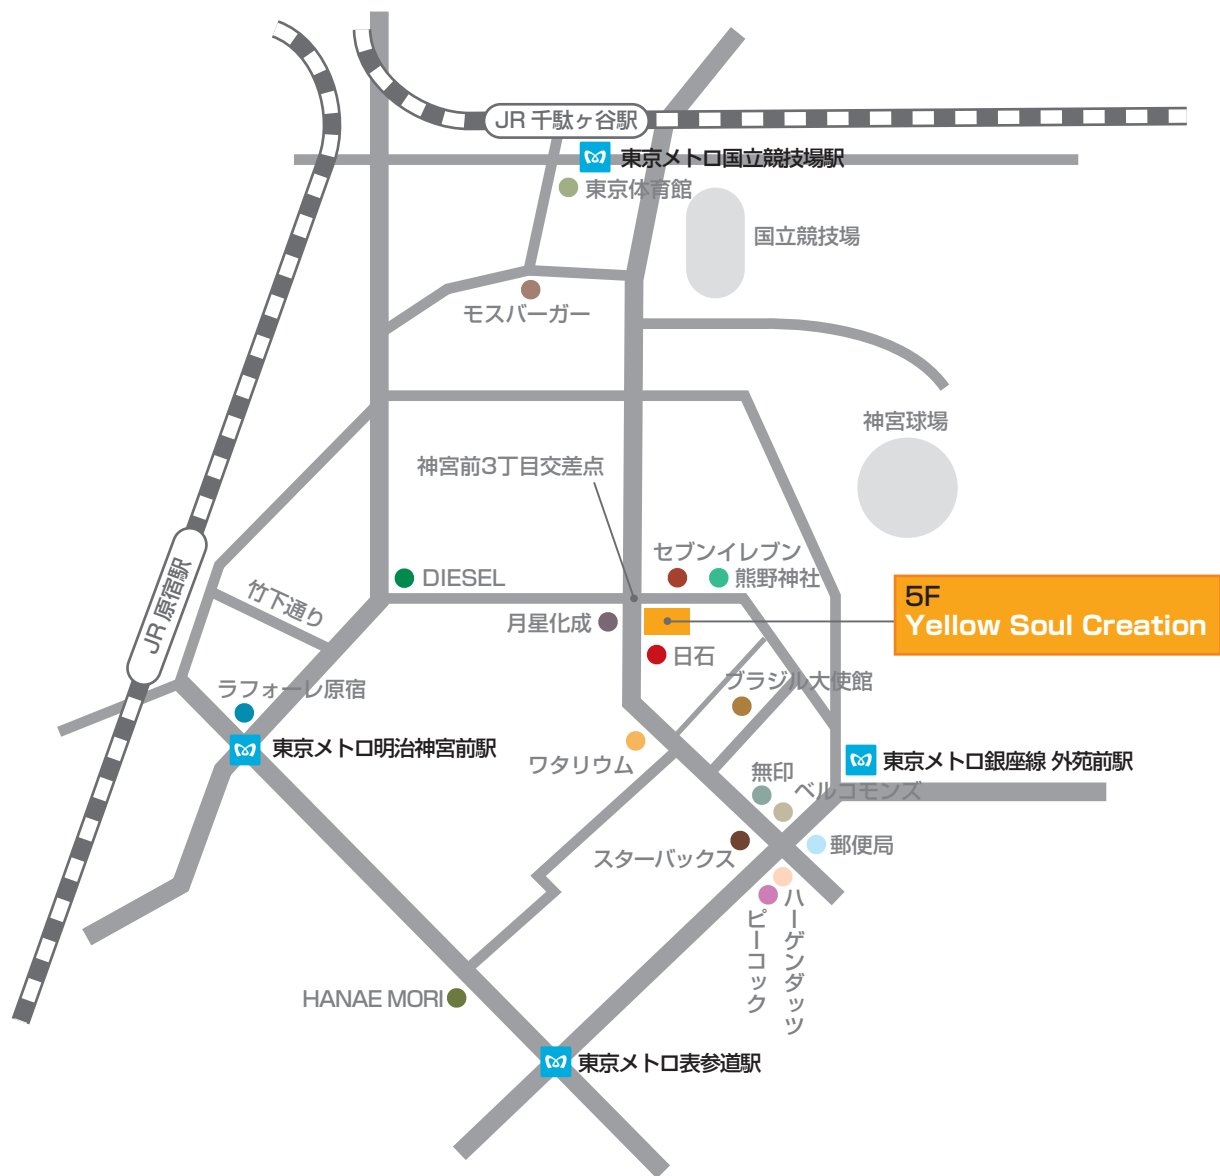 JR 千駄ヶ谷駅
東京メトロ国立競技場駅
東京体育館
国立競技場
モスバーガー
神宮球場
神宮前3丁目交差点
セブンイレブン
DIESEL
熊野神社
JR 原宿駅
竹下通り
5F
Yellow Soul Creation
月星化成
日石
ラフォーレ原宿
ブラジル大使館
東京メトロ明治神宮前駅
ワタリウム
東京メトロ銀座線 外苑前駅
無印
ベルコモンズ
スターバックス
郵便局
ハーゲンダッツ
ピーコック
HANAE MORI
東京メトロ表参道駅